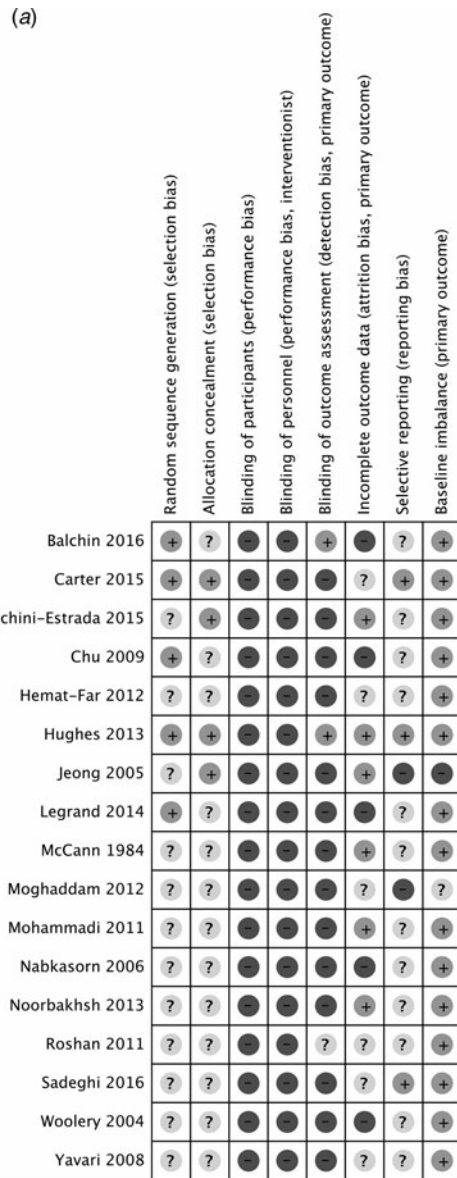 (a)
Random sequence generation (selection bias)
Allocation concealment (selection bias)
Blinding of participants (performance bias)
Blinding of personnel (performance bias, interventionist)
Blinding of outcome assessment (detection bias, primary outcome)
Incomplete outcome data (attrition bias, primary outcome)
Selective reporting (reporting bias)
Baseline imbalance (primary outcome)
Balchin 2016 + ? - - + - ? +
Carter 2015 + + - - - ? + +
chini-Estrada 2015 ? + - - - + ? +
Chu 2009 + ? - - - - ? +
Hemat-Far 2012 ? ? - - - ? ? +
Hughes 2013 + + - - + + + +
Jeong 2005 ? + - - - + - -
Legrand 2014 + ? - - - - ? +
McCann 1984 ? ? - - - + ? +
Moghaddam 2012 ? ? - - - ? - ?
Mohammadi 2011 ? ? - - - + ? +
Nabkasorn 2006 ? ? - - - - ? +
Noorbakhsh 2013 ? ? - - - + ? +
Roshan 2011 ? ? - - ? ? ? +
Sadeghi 2016 ? ? - - - ? + +
Woolery 2004 ? ? - - - - ? +
Yavari 2008 ? ? - - - ? ? +